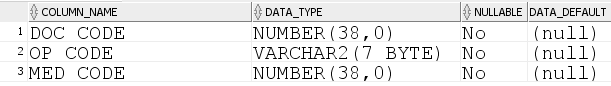 COLUMN_NAME DATA_TYPE NULLABLE DATA_DEFAULT
1 DOC CODE NUMBER(38,0) No (null)
2 OP CODE VARCHAR2(7 BYTE) No (null)
3 MED CODE NUMBER(38,0) No (null)